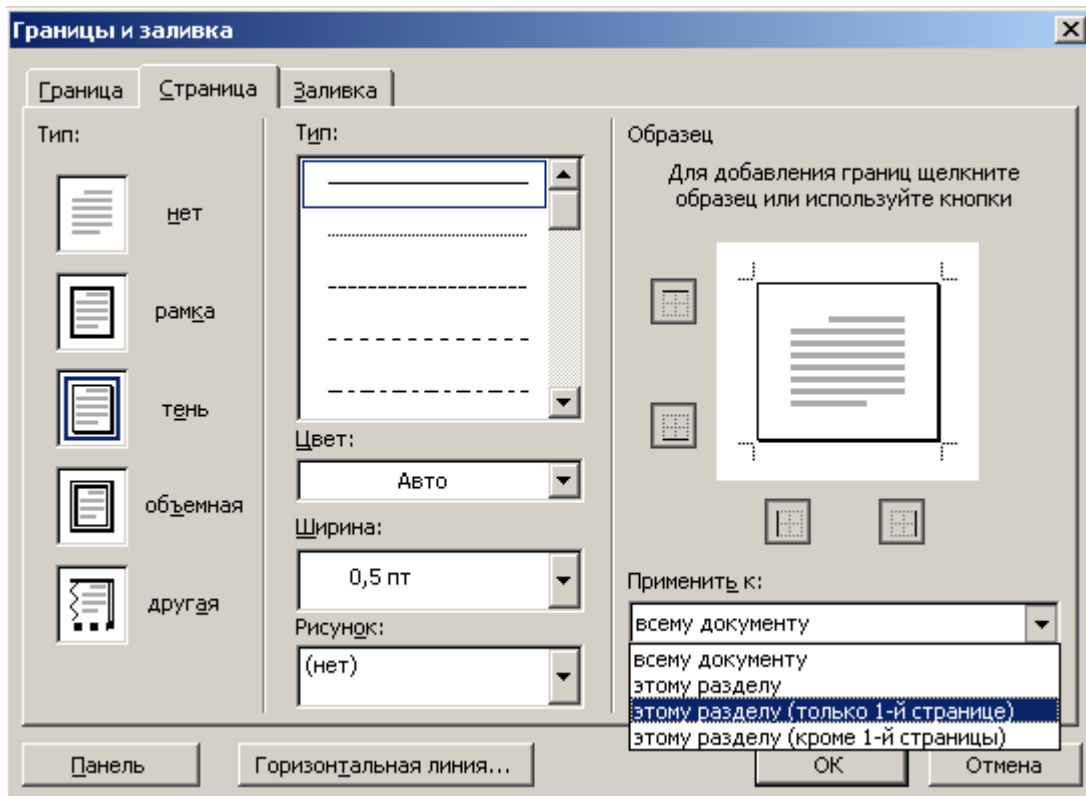 Границы и заливка
Граница
Страница
Заливка
Тип:
нет
рамка
тень
объемная
другая
Тип:
Цвет:
Авто
Ширина:
0,5 пт
Рисунок:
(нет)
Образец
Для добавления границ щелкните
образец или используйте кнопки
Применить к:
всему документу
всему документу
этому разделу
этому разделу (только 1-й странице)
этому разделу (кроме 1-й страницы)
Панель
Горизонтальная линия...
ОК
Отмена